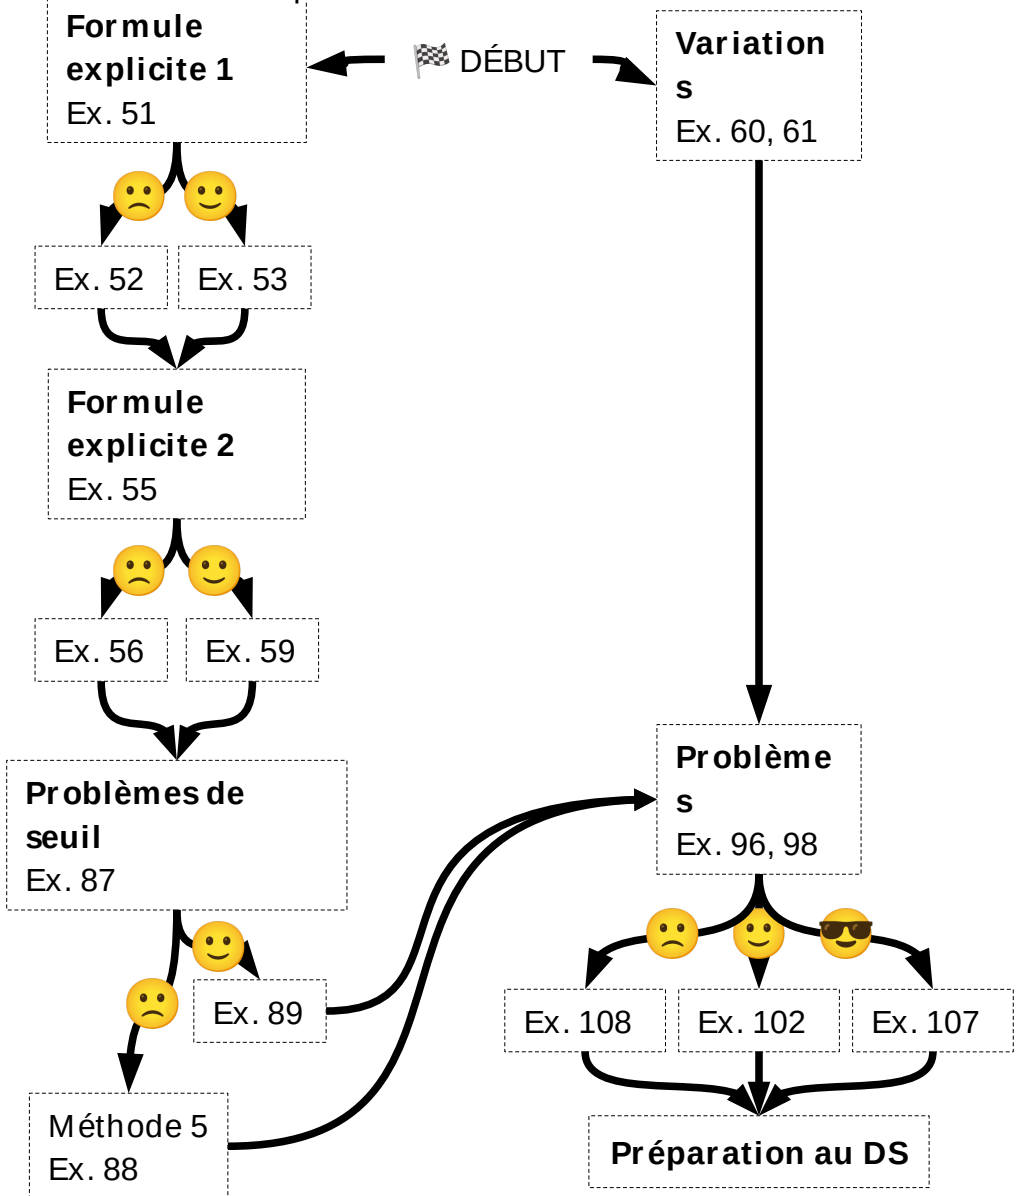 Formule
explicite 1
Ex. 51
🏁 DÉBUT
Variation
s
Ex. 60, 61
Ex. 52
Ex. 53
Formule
explicite 2
Ex. 55
Ex. 56
Ex. 59
Problèmes de
seuil
Ex. 87
Ex. 89
Méthode 5
Ex. 88
Problème
s
Ex. 96, 98
Ex. 108
Ex. 102
Ex. 107
Préparation au DS